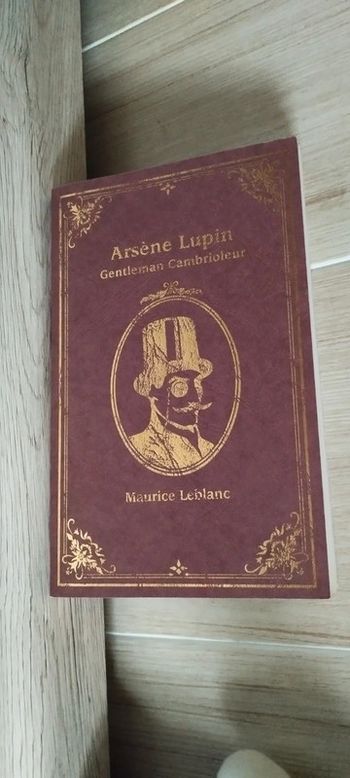 Arsène Lupin
Gentleman Cambrioleur
Maurice Leblanc